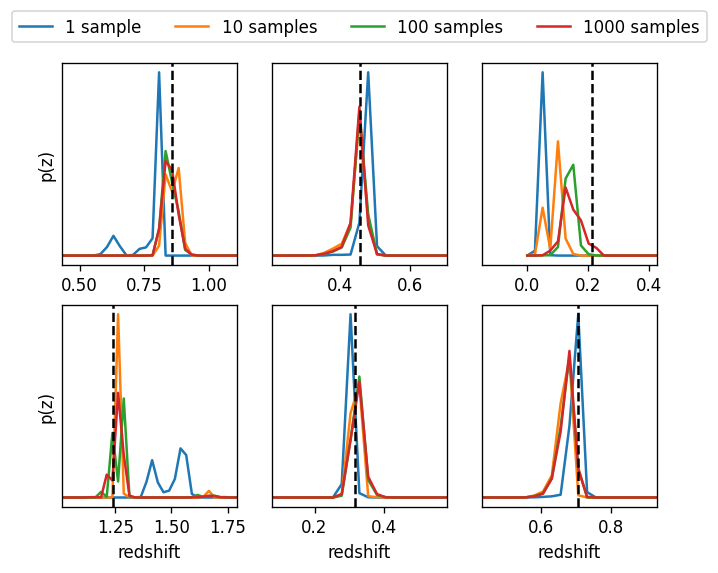 1 sample 10 samples 100 samples 1000 samples
p(z)
0.50 0.75 1.00
0.4 0.6
0.0 0.2 0.4
p(z)
1.25 1.50 1.75
0.2 0.4
0.6 0.8
redshift redshift redshift